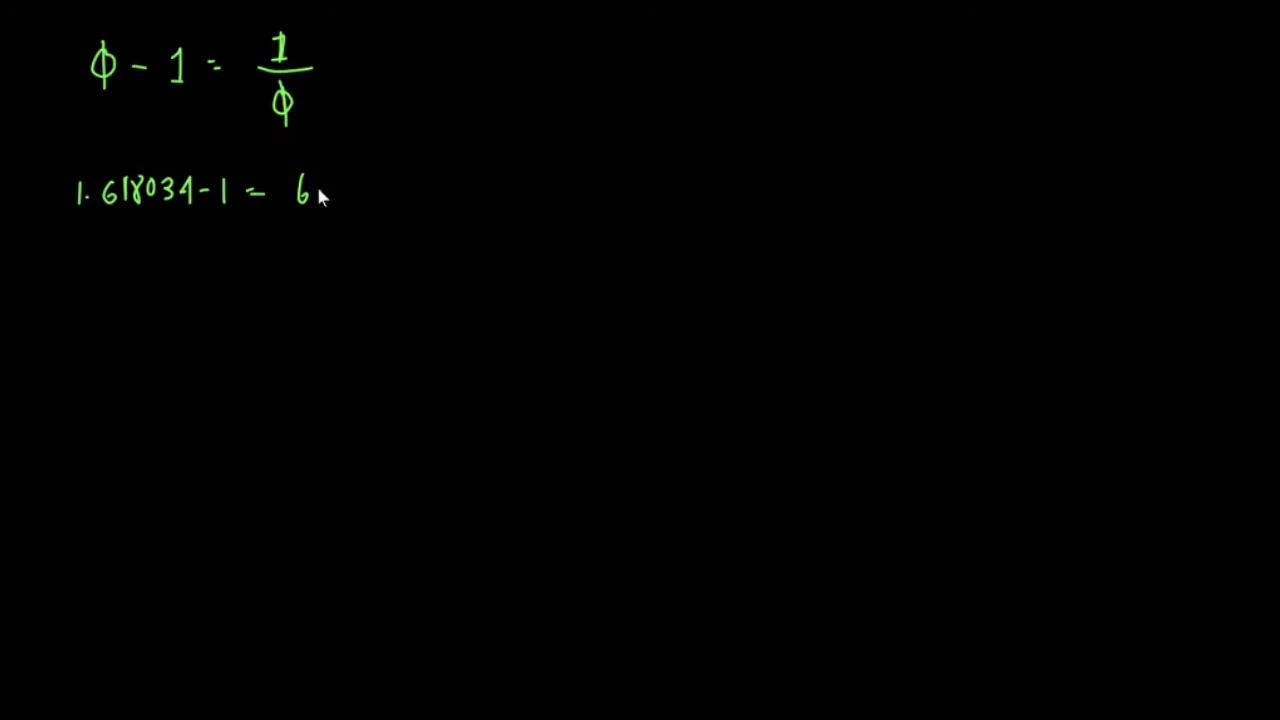 ϕ - 1 = 1/ϕ
1.618034 - 1 = 6